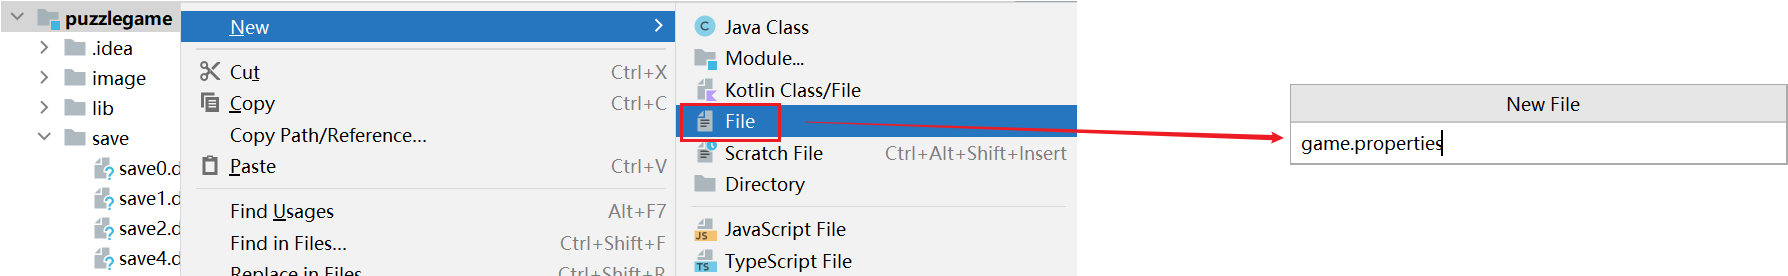 puzzlegame
.idea
image
lib
save
save0.d
save1.d
save2.d
save4.d
New
Cut Ctrl+X
Copy Ctrl+C
Copy Path/Reference...
Paste Ctrl+V
Find Usages Alt+F7
Find in Files... Ctrl+Shift+F
Replace in Files Ctrl+Shift+R
Java Class
Module...
Kotlin Class/File
File
Scratch File Ctrl+Alt+Shift+Insert
Directory
JavaScript File
TypeScript File
New File
game.properties